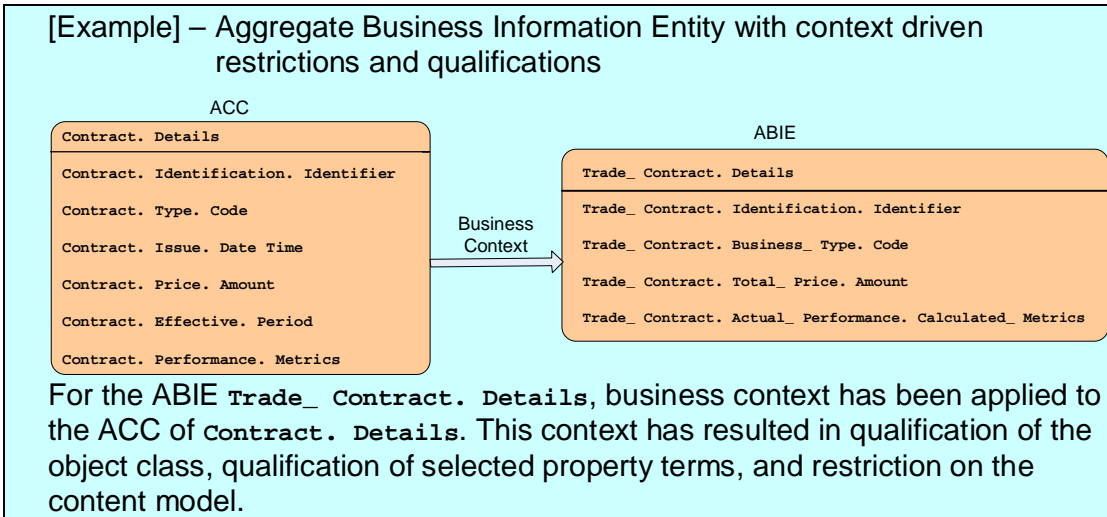 [Example] – Aggregate Business Information Entity with context driven
restrictions and qualifications
ACC
Contract. Details
Contract. Identification. Identifier
Contract. Type. Code
Contract. Issue. Date Time
Contract. Price. Amount
Contract. Effective. Period
Contract. Performance. Metrics
Business
Context
ABIE
Trade_ Contract. Details
Trade_ Contract. Identification. Identifier
Trade_ Contract. Business_ Type. Code
Trade_ Contract. Total_ Price. Amount
Trade_ Contract. Actual_ Performance. Calculated_ Metrics
For the ABIE Trade_ Contract. Details, business context has been applied to
the ACC of Contract. Details. This context has resulted in qualification of the
object class, qualification of selected property terms, and restriction on the
content model.